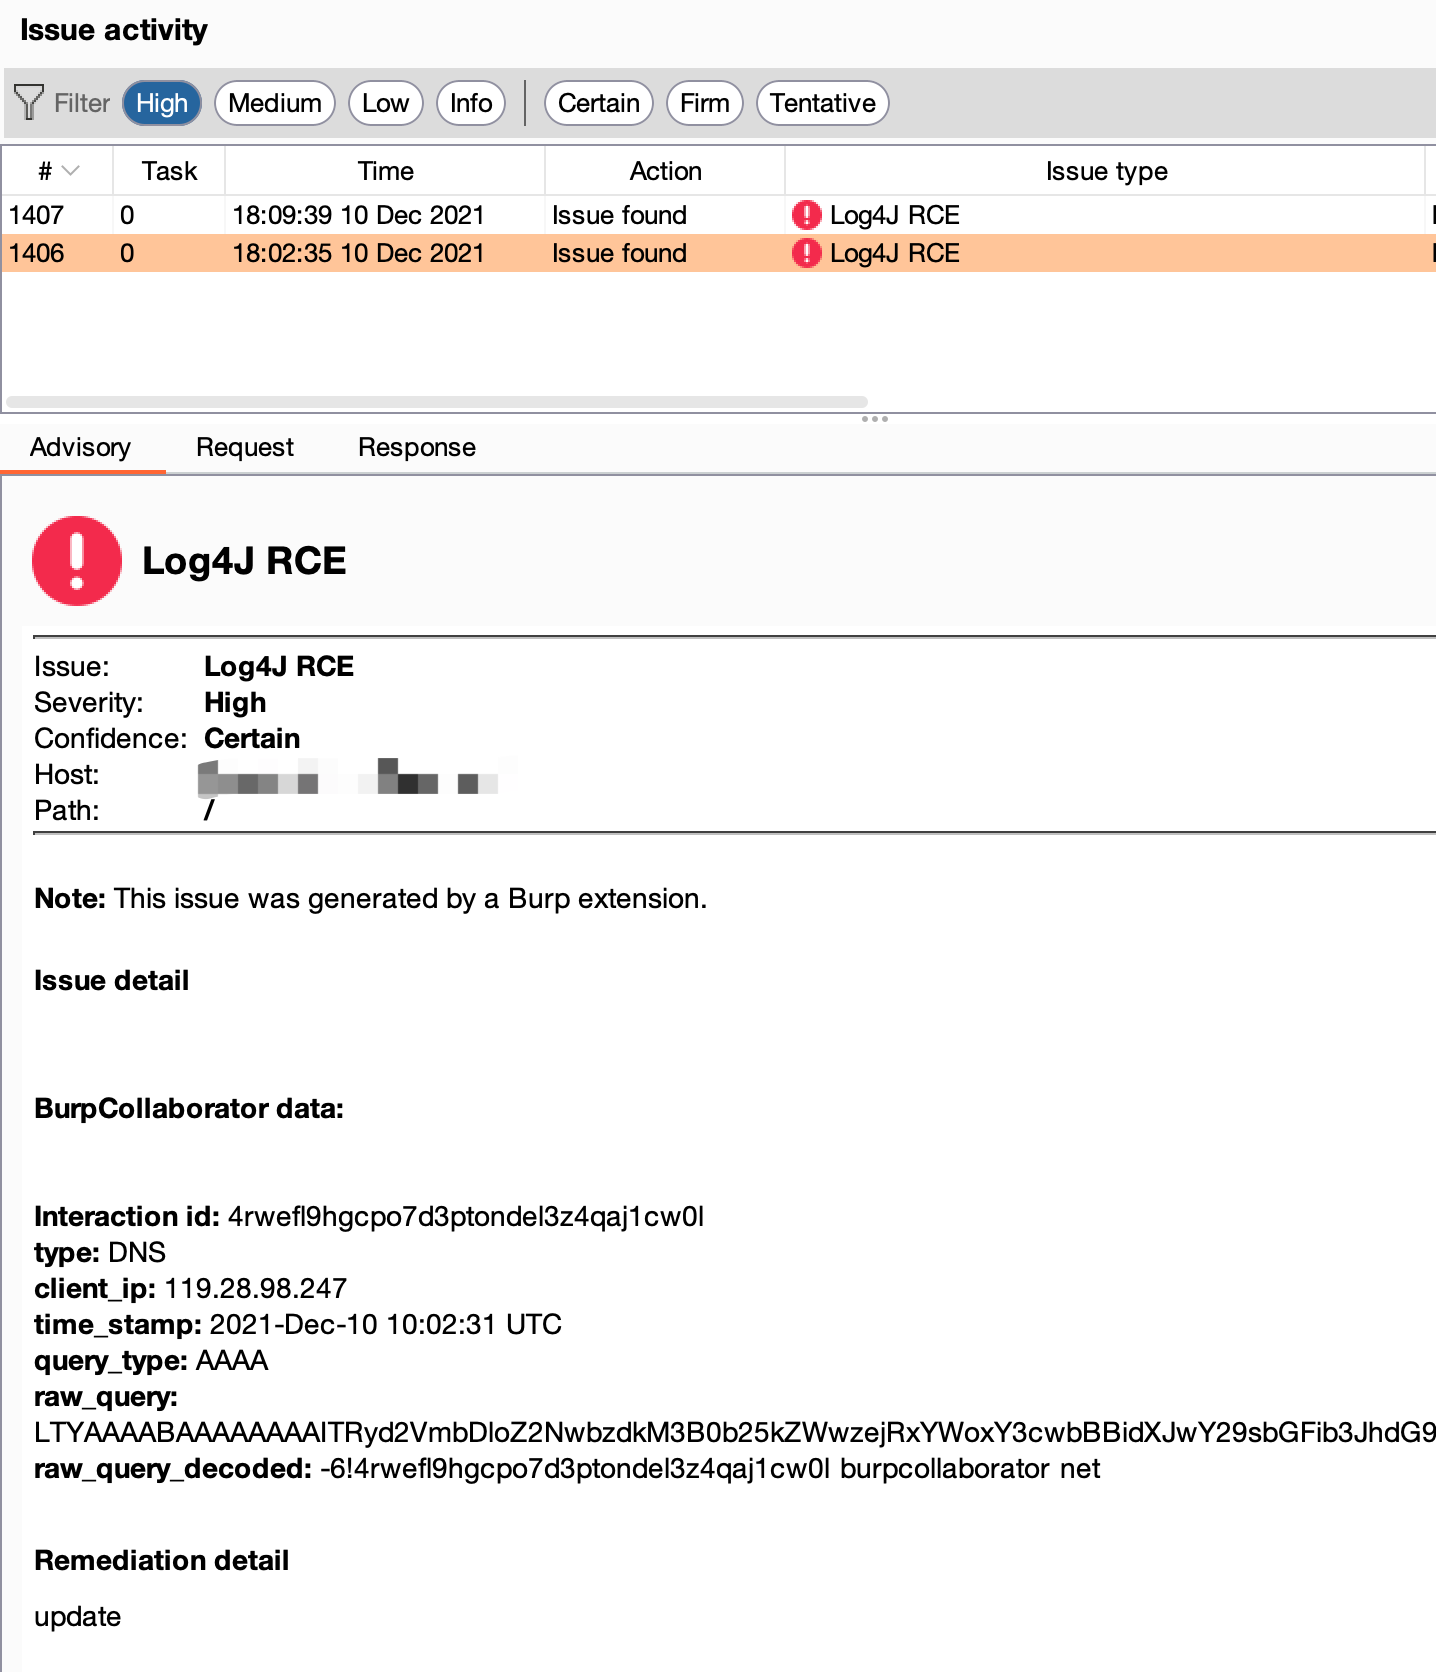 Issue activity
Filter High Medium Low Info Certain Firm Tentative
# Task Time Action Issue type
1407 0 18:09:39 10 Dec 2021 Issue found Log4J RCE
1406 0 18:02:35 10 Dec 2021 Issue found Log4J RCE
Advisory Request Response
Log4J RCE
Issue: Log4J RCE
Severity: High
Confidence: Certain
Host:
Path: /
Note: This issue was generated by a Burp extension.
Issue detail
BurpCollaborator data:
Interaction id: 4rwefl9hgcpo7d3ptondel3z4qaj1cw0l
type: DNS
client_ip: 119.28.98.247
time_stamp: 2021-Dec-10 10:02:31 UTC
query_type: AAAA
raw_query:
LTYAAAABAAAAAAAAITRyd2VmbDloZ2NwbzdkM3B0b25kZWwzejRxYWoxY3cwbBBidXJwY29sbGFib3JhdG9
raw_query_decoded: -6!4rwefl9hgcpo7d3ptondel3z4qaj1cw0l burpcollaborator net
Remediation detail
update